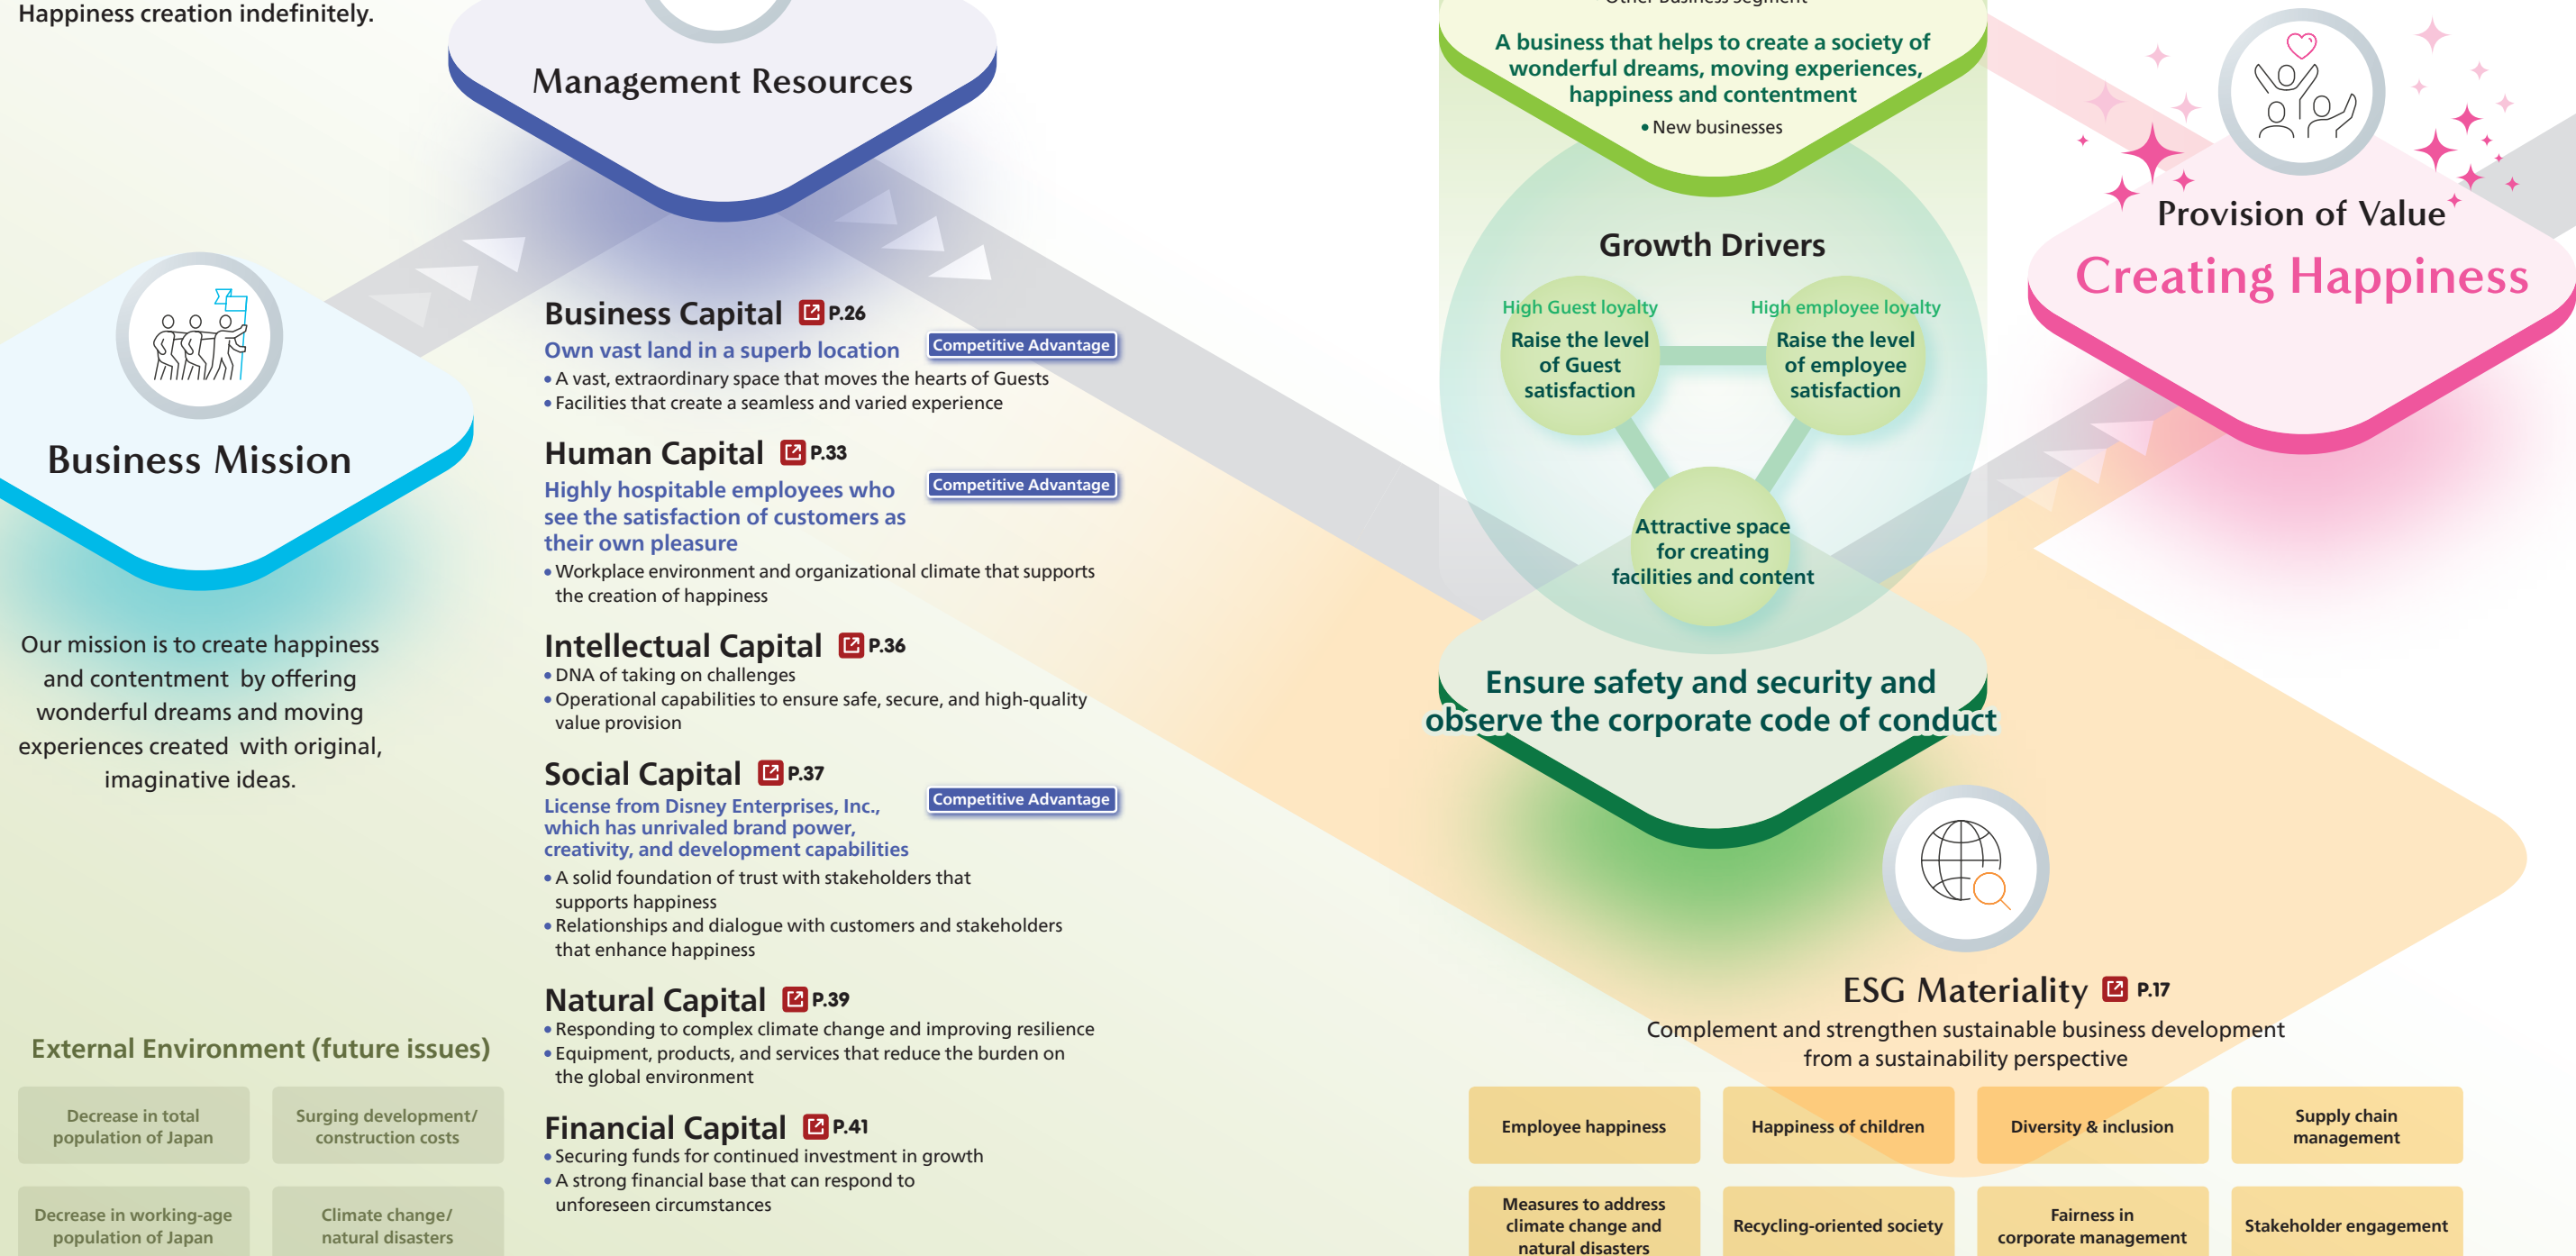 Happiness creation indefinitely.
Management Resources
Business Mission
Our mission is to create happiness
and contentment by offering
wonderful dreams and moving
experiences created with original,
imaginative ideas.
External Environment (future issues)
Decrease in total
population of Japan
Surging development/
construction costs
Decrease in working-age
population of Japan
Climate change/
natural disasters
Business Capital P.26
Own vast land in a superb location
Competitive Advantage
• A vast, extraordinary space that moves the hearts of Guests
• Facilities that create a seamless and varied experience
Human Capital P.33
Highly hospitable employees who
see the satisfaction of customers as
their own pleasure
Competitive Advantage
• Workplace environment and organizational climate that supports
the creation of happiness
Intellectual Capital P.36
• DNA of taking on challenges
• Operational capabilities to ensure safe, secure, and high-quality
value provision
Social Capital P.37
License from Disney Enterprises, Inc.,
which has unrivaled brand power,
creativity, and development capabilities
Competitive Advantage
• A solid foundation of trust with stakeholders that
supports happiness
• Relationships and dialogue with customers and stakeholders
that enhance happiness
Natural Capital P.39
• Responding to complex climate change and improving resilience
• Equipment, products, and services that reduce the burden on
the global environment
Financial Capital P.41
• Securing funds for continued investment in growth
• A strong financial base that can respond to
unforeseen circumstances
Other Business Segment
A business that helps to create a society of
wonderful dreams, moving experiences,
happiness and contentment
• New businesses
Growth Drivers
High Guest loyalty
Raise the level
of Guest
satisfaction
High employee loyalty
Raise the level
of employee
satisfaction
Attractive space
for creating
facilities and content
Ensure safety and security and
observe the corporate code of conduct
Provision of Value
Creating Happiness
ESG Materiality P.17
Complement and strengthen sustainable business development
from a sustainability perspective
Employee happiness
Happiness of children
Diversity & inclusion
Supply chain
management
Measures to address
climate change and
natural disasters
Recycling-oriented society
Fairness in
corporate management
Stakeholder engagement